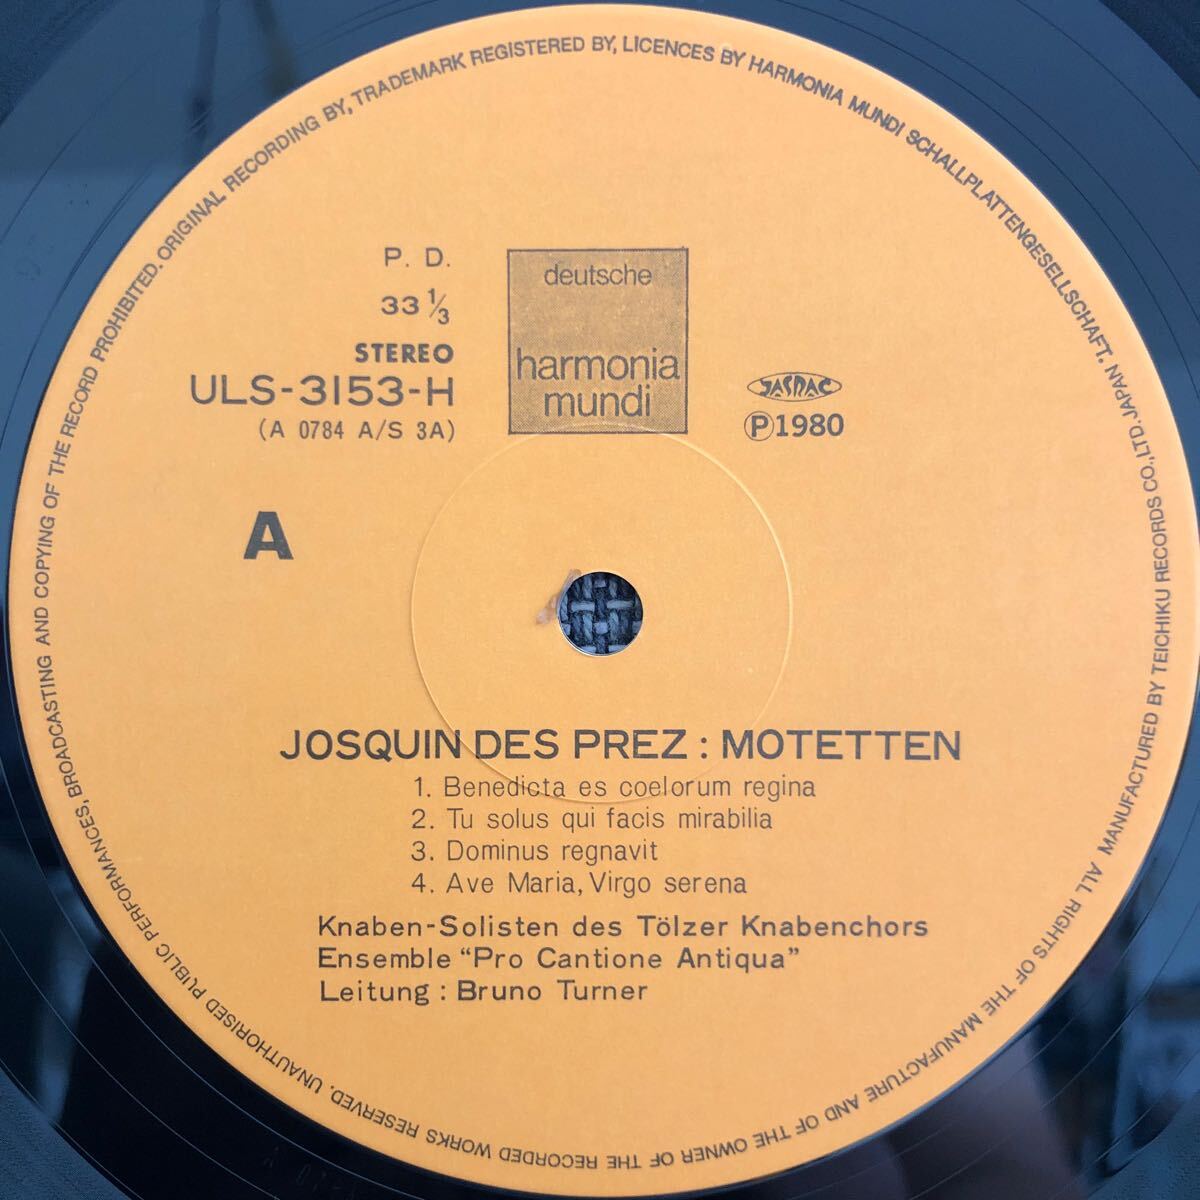 ORIGINAL RECORDING BY, TRADEMARK REGISTERED BY, LICENCES BY HARMONIA MUNDI SCHALLPLATTENGESELLSCHAFT. JAPAN
MANUFACTURED BY TEICHIKU RECORDS CO., LTD. ALL RIGHTS OF THE MANUFACTURE AND OF THE OWNER OF THE RECORDED WORKS RESERVED. UNAUTHORISED PUBLIC PERFORMANCES, BROADCASTING AND COPYING OF THE RECORD PROHIBITED.
P. D.
33 ⅓
STEREO
ULS-3153-H
(A 0784 A/S 3A)
deutsche
harmonia
mundi
JASRAC
Ⓟ1980
A
JOSQUIN DES PREZ : MOTETTEN
1. Benedicta es coelorum regina
2. Tu solus qui facis mirabilia
3. Dominus regnavit
4. Ave Maria, Virgo serena
Knaben-Solisten des Tölzer Knabenchors
Ensemble “Pro Cantione Antiqua”
Leitung : Bruno Turner